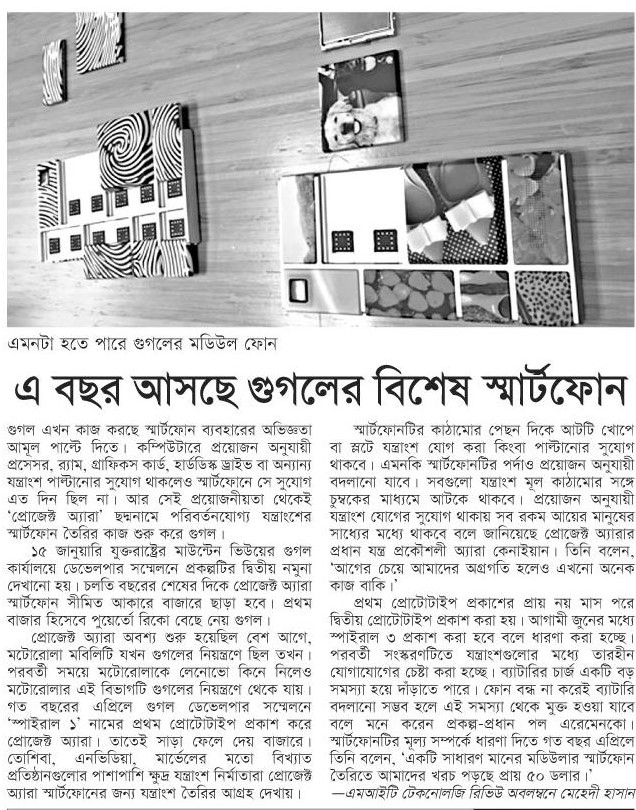 এমনটা হতে পারে গুগলের মডিউল ফোন
এ বছর আসছে গুগলের বিশেষ স্মার্টফোন
গুগল এখন কাজ করছে স্মার্টফোন ব্যবহারের অভিজ্ঞতা
আমূল পাল্টে দিতে। কম্পিউটারে প্রয়োজন অনুযায়ী
প্রসেসর, র‍্যাম, গ্রাফিকস কার্ড, হার্ডডিস্ক ড্রাইভ বা অন্যান্য
যন্ত্রাংশ পাল্টানোর সুযোগ থাকলেও স্মার্টফোনে সে সুযোগ
এত দিন ছিল না। আর সেই প্রয়োজনীয়তা থেকেই
‘প্রোজেক্ট অ্যারা’ ছদ্মনামে পরিবর্তনযোগ্য যন্ত্রাংশের
স্মার্টফোন তৈরির কাজ শুরু করে গুগল।
১৫ জানুয়ারি যুক্তরাষ্ট্রের মাউন্টেন ভিউয়ের গুগল
কার্যালয়ে ডেভেলপার সম্মেলনে প্রকল্পটির দ্বিতীয় নমুনা
দেখানো হয়। চলতি বছরের শেষের দিকে প্রোজেক্ট অ্যারা
স্মার্টফোন সীমিত আকারে বাজারে ছাড়া হবে। প্রথম
বাজার হিসেবে পুয়ের্তো রিকো বেছে নেয় গুগল।
প্রোজেক্ট অ্যারা অবশ্য শুরু হয়েছিল বেশ আগে,
মটোরোলা মবিলিটি যখন গুগলের নিয়ন্ত্রণে ছিল তখন।
পরবর্তী সময়ে মটোরোলাকে লেনোভো কিনে নিলেও
মটোরোলার এই বিভাগটি গুগলের নিয়ন্ত্রণে থেকে যায়।
গত বছরের এপ্রিলে গুগল ডেভেলপার সম্মেলনে
‘স্পাইরাল ১’ নামের প্রথম প্রোটোটাইপ প্রকাশ করে
প্রোজেক্ট অ্যারা। তাতেই সাড়া ফেলে দেয় বাজারে।
তোশিবা, এনভিডিয়া, মার্ভেলের মতো বিখ্যাত
প্রতিষ্ঠানগুলোর পাশাপাশি ক্ষুদ্র যন্ত্রাংশ নির্মাতারা প্রোজেক্ট
অ্যারা স্মার্টফোনের জন্য যন্ত্রাংশ তৈরির আগ্রহ দেখায়।
স্মার্টফোনটির কাঠামোর পেছন দিকে আটটি খোপে
বা স্লটে যন্ত্রাংশ যোগ করা কিংবা পাল্টানোর সুযোগ
থাকবে। এমনকি স্মার্টফোনটির পর্দাও প্রয়োজন অনুযায়ী
বদলানো যাবে। সবগুলো যন্ত্রাংশ মূল কাঠামোর সঙ্গে
চুম্বকের মাধ্যমে আটকে থাকবে। প্রয়োজন অনুযায়ী
যন্ত্রাংশ যোগের সুযোগ থাকায় সব রকম আয়ের মানুষের
সাধ্যের মধ্যে থাকবে বলে জানিয়েছে প্রোজেক্ট অ্যারার
প্রধান যন্ত্র প্রকৌশলী অ্যারা কেনাইয়ান। তিনি বলেন,
‘আগের চেয়ে আমাদের অগ্রগতি হলেও এখনো অনেক
কাজ বাকি।’
প্রথম প্রোটোটাইপ প্রকাশের প্রায় নয় মাস পরে
দ্বিতীয় প্রোটোটাইপ প্রকাশ করা হয়। আগামী জুনের মধ্যে
স্পাইরাল ৩ প্রকাশ করা হবে বলে ধারণা করা হচ্ছে।
পরবর্তী সংস্করণটিতে যন্ত্রাংশগুলোর মধ্যে তারহীন
যোগাযোগের চেষ্টা করা হচ্ছে। ব্যাটারির চার্জ একটি বড়
সমস্যা হয়ে দাঁড়াতে পারে। ফোন বন্ধ না করেই ব্যাটারি
বদলানো সম্ভব হলে এই সমস্যা থেকে মুক্ত হওয়া যাবে
বলে মনে করেন প্রকল্প-প্রধান পল এরেমেনকো।
স্মার্টফোনটির মূল্য সম্পর্কে ধারণা দিতে গত বছর এপ্রিলে
তিনি বলেন, ‘একটি সাধারণ মানের মডিউলার স্মার্টফোন
তৈরিতে আমাদের খরচ পড়ছে প্রায় ৫০ ডলার।’
—এমআইটি টেকনোলজি রিভিউ অবলম্বনে মেহেদী হাসান